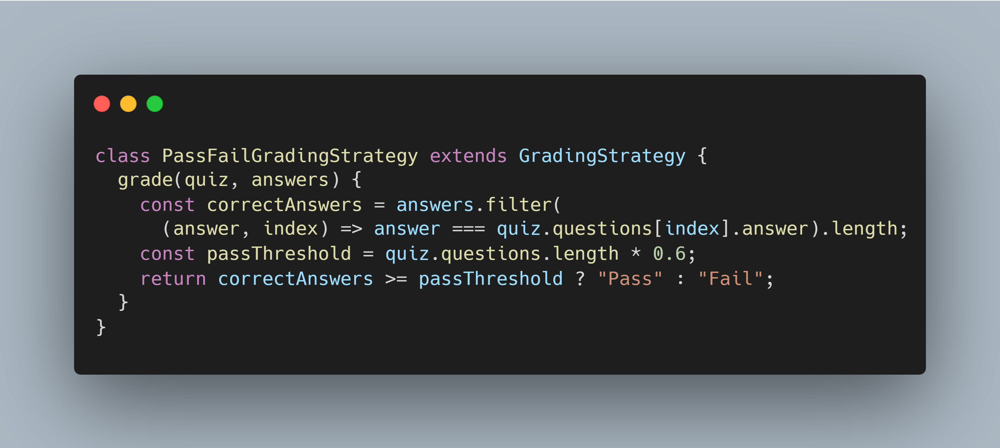 class PassFailGradingStrategy extends GradingStrategy {
  grade(quiz, answers) {
    const correctAnswers = answers.filter(
      (answer, index) => answer === quiz.questions[index].answer).length;
    const passThreshold = quiz.questions.length * 0.6;
    return correctAnswers >= passThreshold ? "Pass" : "Fail";
  }
}